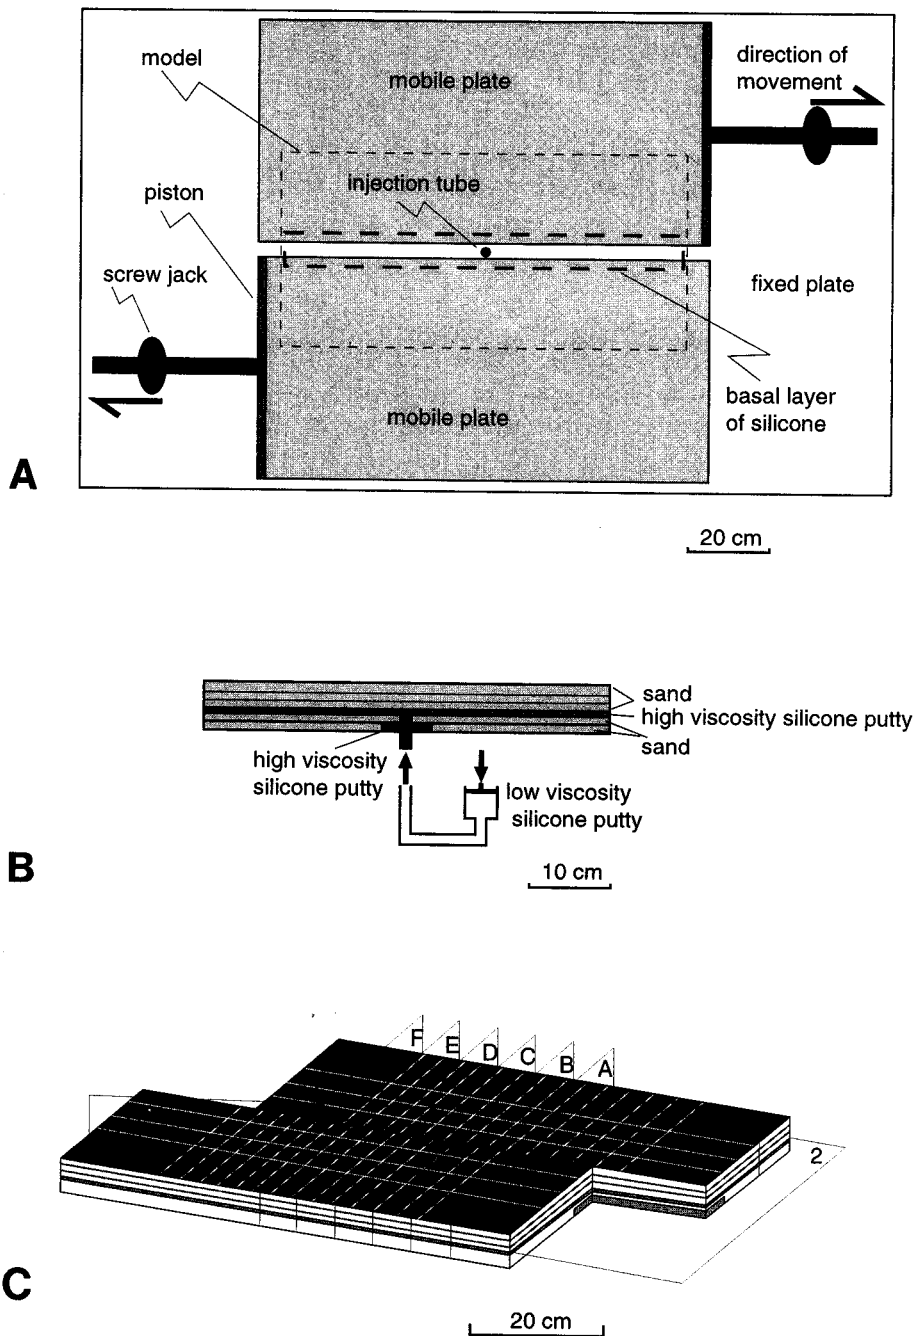 model
mobile plate
direction of
movement
injection tube
piston
screw jack
fixed plate
basal layer
of silicone
mobile plate
A
20 cm
sand
high viscosity silicone putty
sand
high viscosity
silicone putty
low viscosity
silicone putty
B
10 cm
F E D C B A
2
C
20 cm